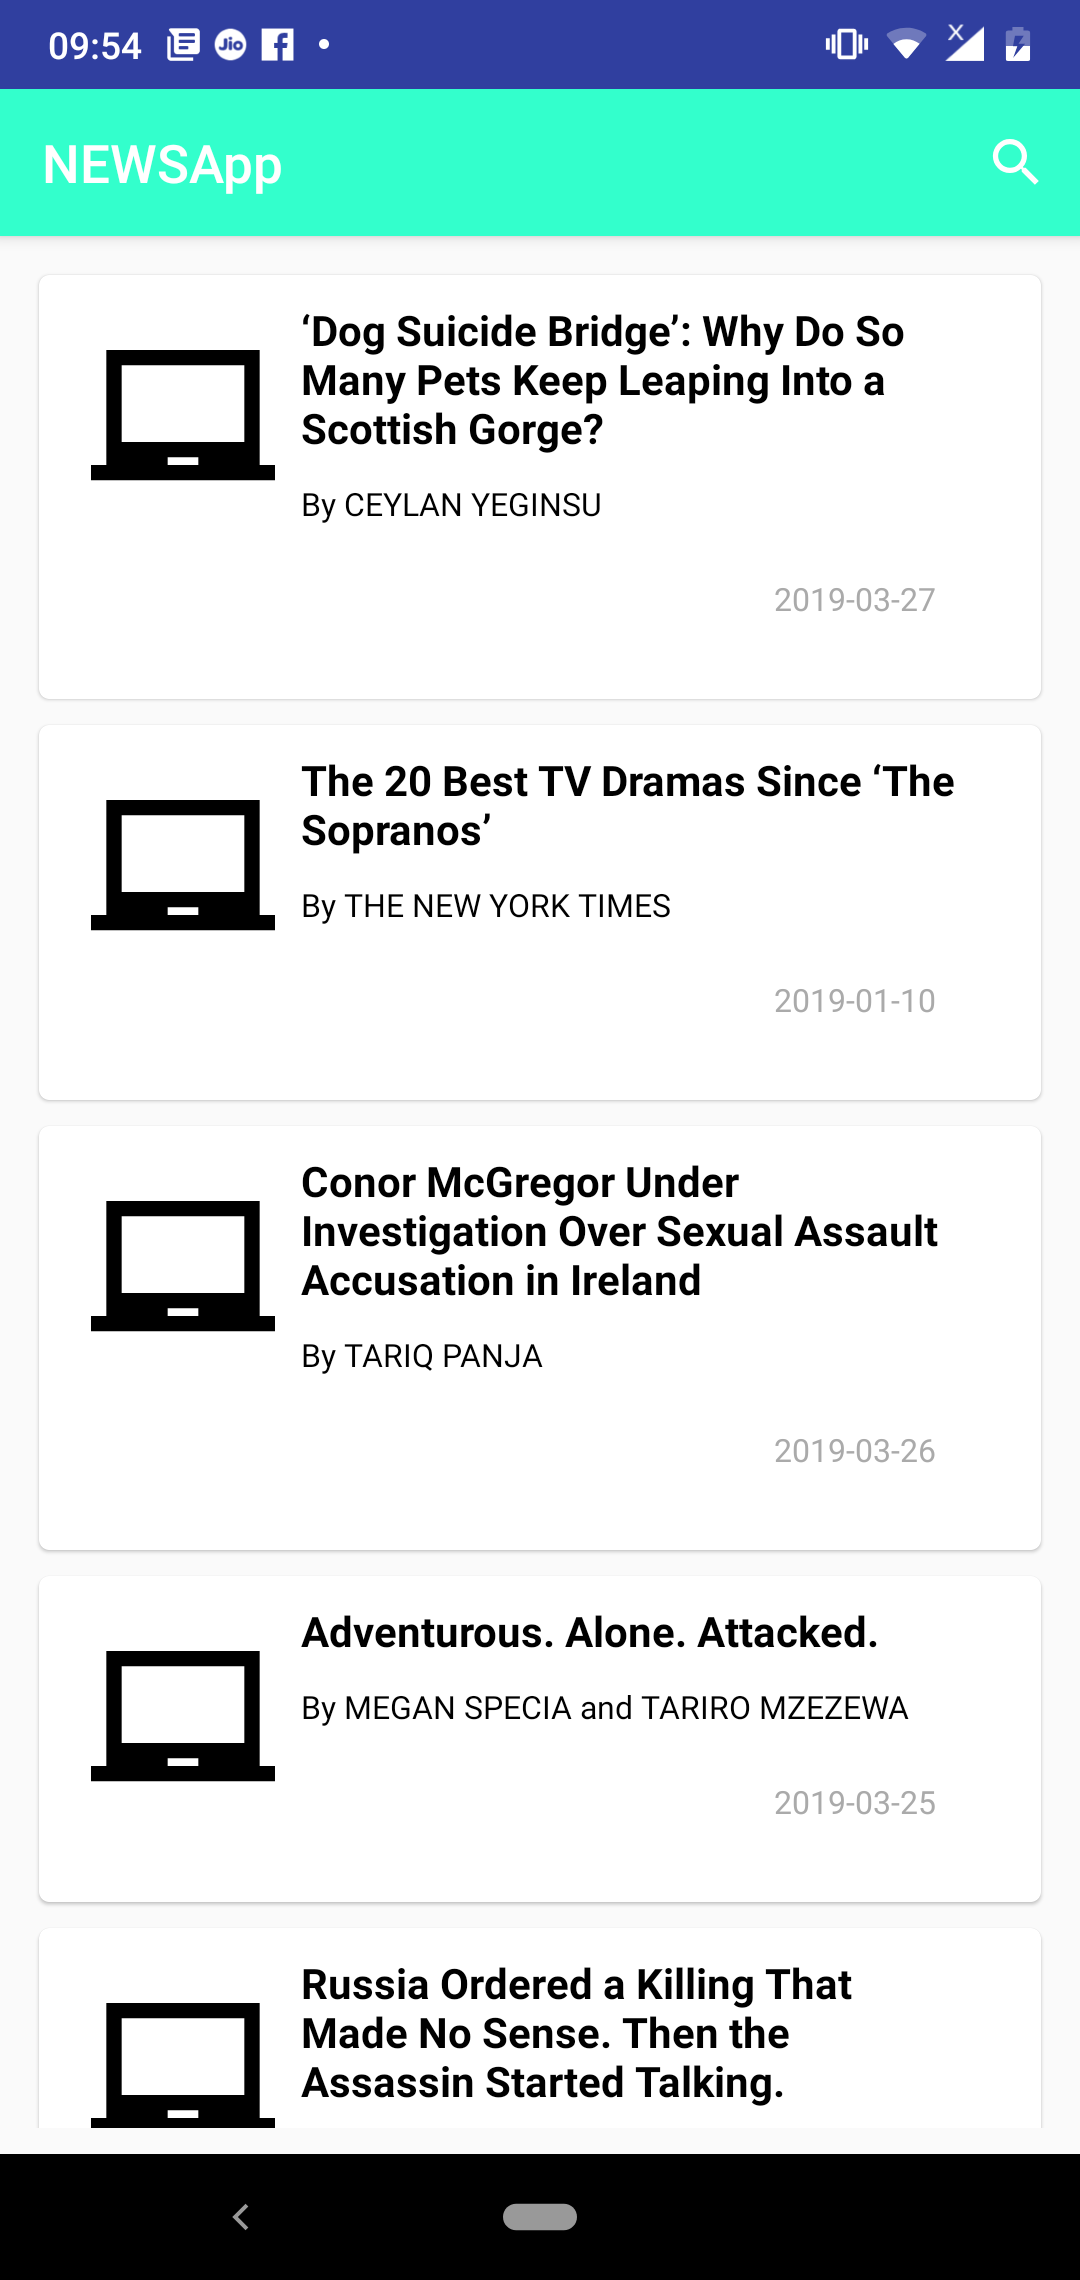 09:54
Jio
NEWSApp
‘Dog Suicide Bridge’: Why Do So
Many Pets Keep Leaping Into a
Scottish Gorge?
By CEYLAN YEGINSU
2019-03-27
The 20 Best TV Dramas Since ‘The
Sopranos’
By THE NEW YORK TIMES
2019-01-10
Conor McGregor Under
Investigation Over Sexual Assault
Accusation in Ireland
By TARIQ PANJA
2019-03-26
Adventurous. Alone. Attacked.
By MEGAN SPECIA and TARIRO MZEZEWA
2019-03-25
Russia Ordered a Killing That
Made No Sense. Then the
Assassin Started Talking.